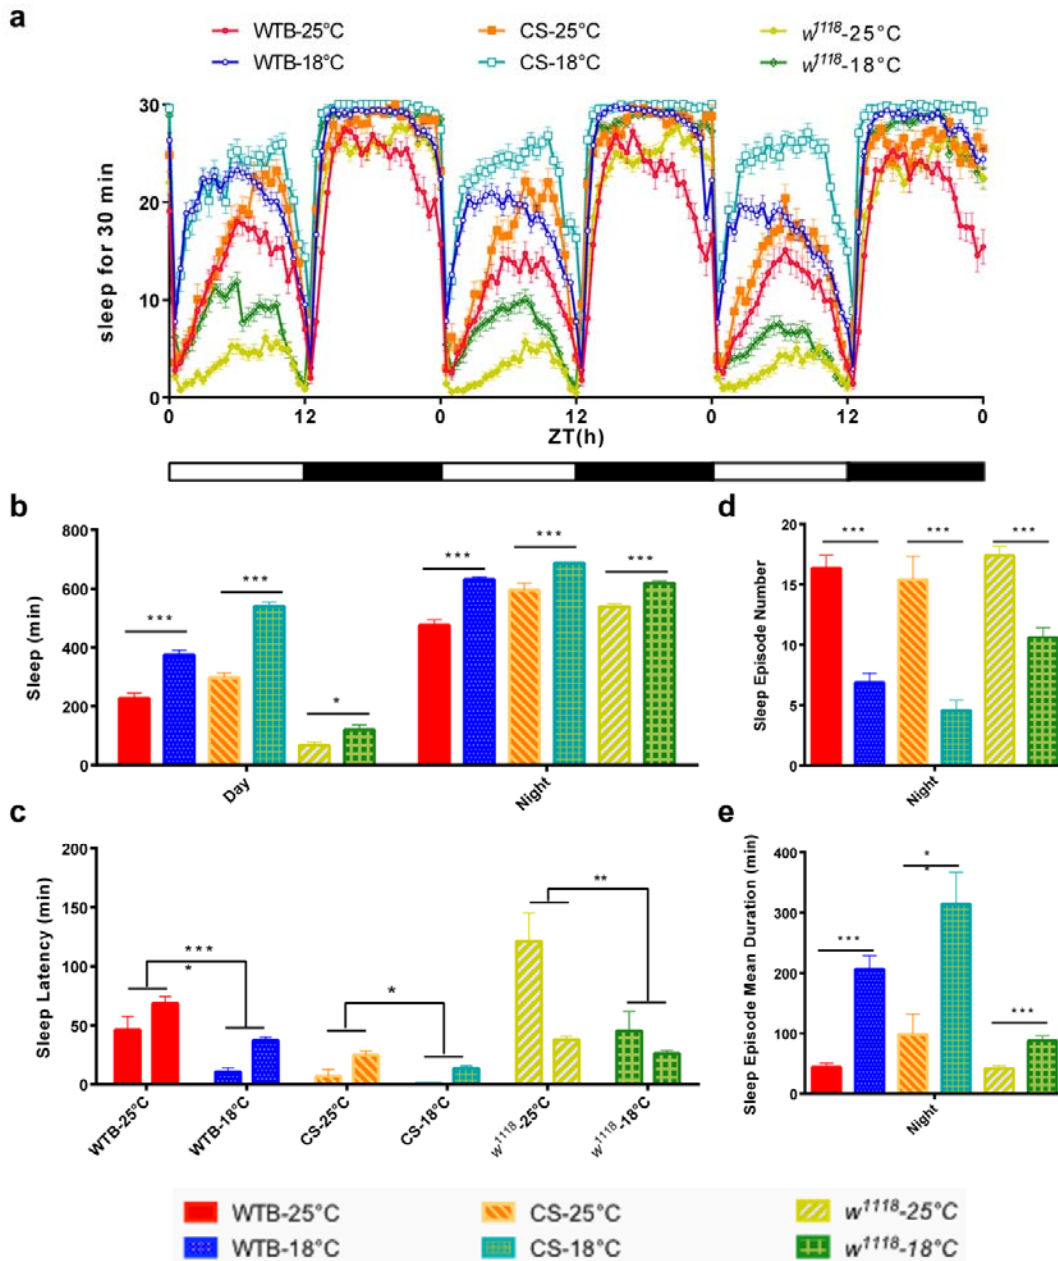 a
WTB-25°C CS-25°C w1118-25°C
WTB-18°C CS-18°C w1118-18°C
sleep for 30 min
30
20
10
0
0 12 0 12 0 12 0
ZT(h)
b
Sleep (min)
800
600
400
200
0
*** *** * *** *** ***
Day Night
d
Sleep Episode Number
20
15
10
5
0
*** *** ***
Night
c
Sleep Latency (min)
200
150
100
50
0
***
*
*
**
WTB-25°C WTB-18°C CS-25°C CS-18°C w1118-25°C w1118-18°C
e
Sleep Episode Mean Duration (min)
400
300
200
100
0
***
*
*
***
Night
WTB-25°C CS-25°C w1118-25°C
WTB-18°C CS-18°C w1118-18°C